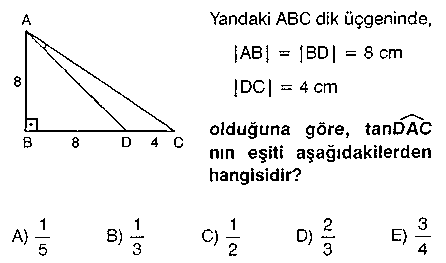 A
8
B
8
D
4
C
Yandaki ABC dik üçgeninde,
|AB| = |BD| = 8 cm
|DC| = 4 cm
olduğuna göre, tanDAC
nın eşiti aşağıdakilerden
hangisidir?
A) 1/5 B) 1/3 C) 1/2 D) 2/3 E) 3/4